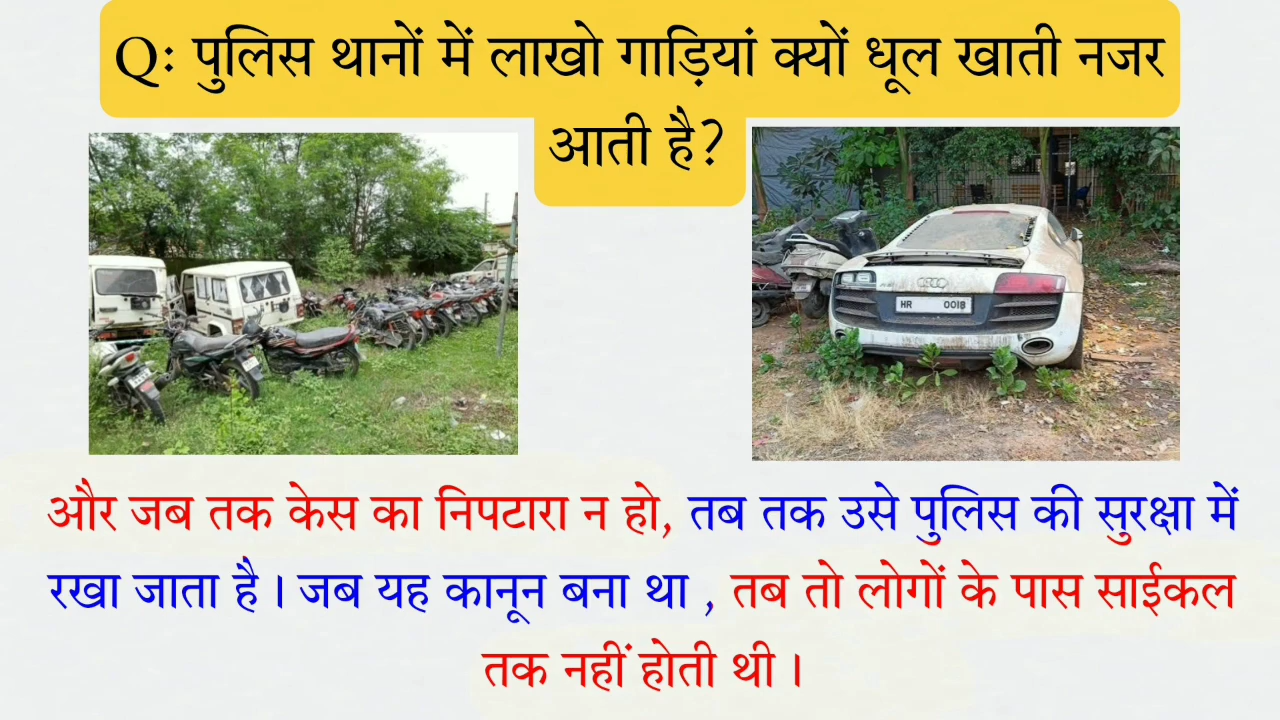 Q: पुलिस थानों में लाखो गाड़ियां क्यों धूल खाती नजर
आती है?
HR 0018
और जब तक केस का निपटारा न हो, तब तक उसे पुलिस की सुरक्षा में
रखा जाता है । जब यह कानून बना था , तब तो लोगों के पास साईकल
तक नहीं होती थी ।